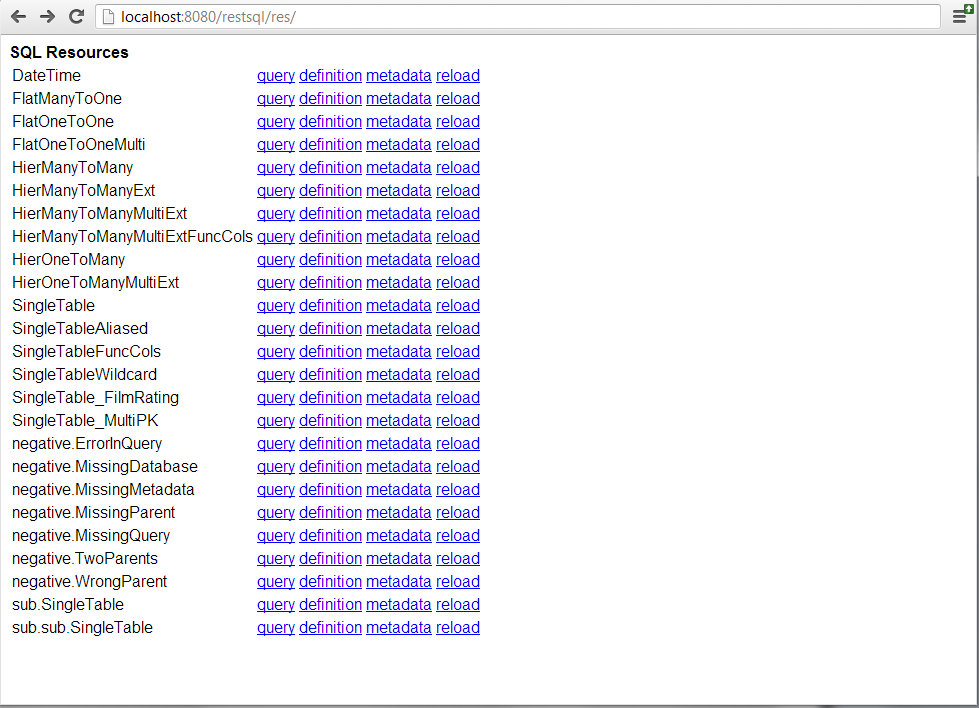 localhost:8080/restsql/res/
SQL Resources
DateTime query definition metadata reload
FlatManyToOne query definition metadata reload
FlatOneToOne query definition metadata reload
FlatOneToOneMulti query definition metadata reload
HierManyToMany query definition metadata reload
HierManyToManyExt query definition metadata reload
HierManyToManyMultiExt query definition metadata reload
HierManyToManyMultiExtFuncCols query definition metadata reload
HierOneToMany query definition metadata reload
HierOneToManyMultiExt query definition metadata reload
SingleTable query definition metadata reload
SingleTableAliased query definition metadata reload
SingleTableFuncCols query definition metadata reload
SingleTableWildcard query definition metadata reload
SingleTable_FilmRating query definition metadata reload
SingleTable_MultiPK query definition metadata reload
negative.ErrorInQuery query definition metadata reload
negative.MissingDatabase query definition metadata reload
negative.MissingMetadata query definition metadata reload
negative.MissingParent query definition metadata reload
negative.MissingQuery query definition metadata reload
negative.TwoParents query definition metadata reload
negative.WrongParent query definition metadata reload
sub.SingleTable query definition metadata reload
sub.sub.SingleTable query definition metadata reload